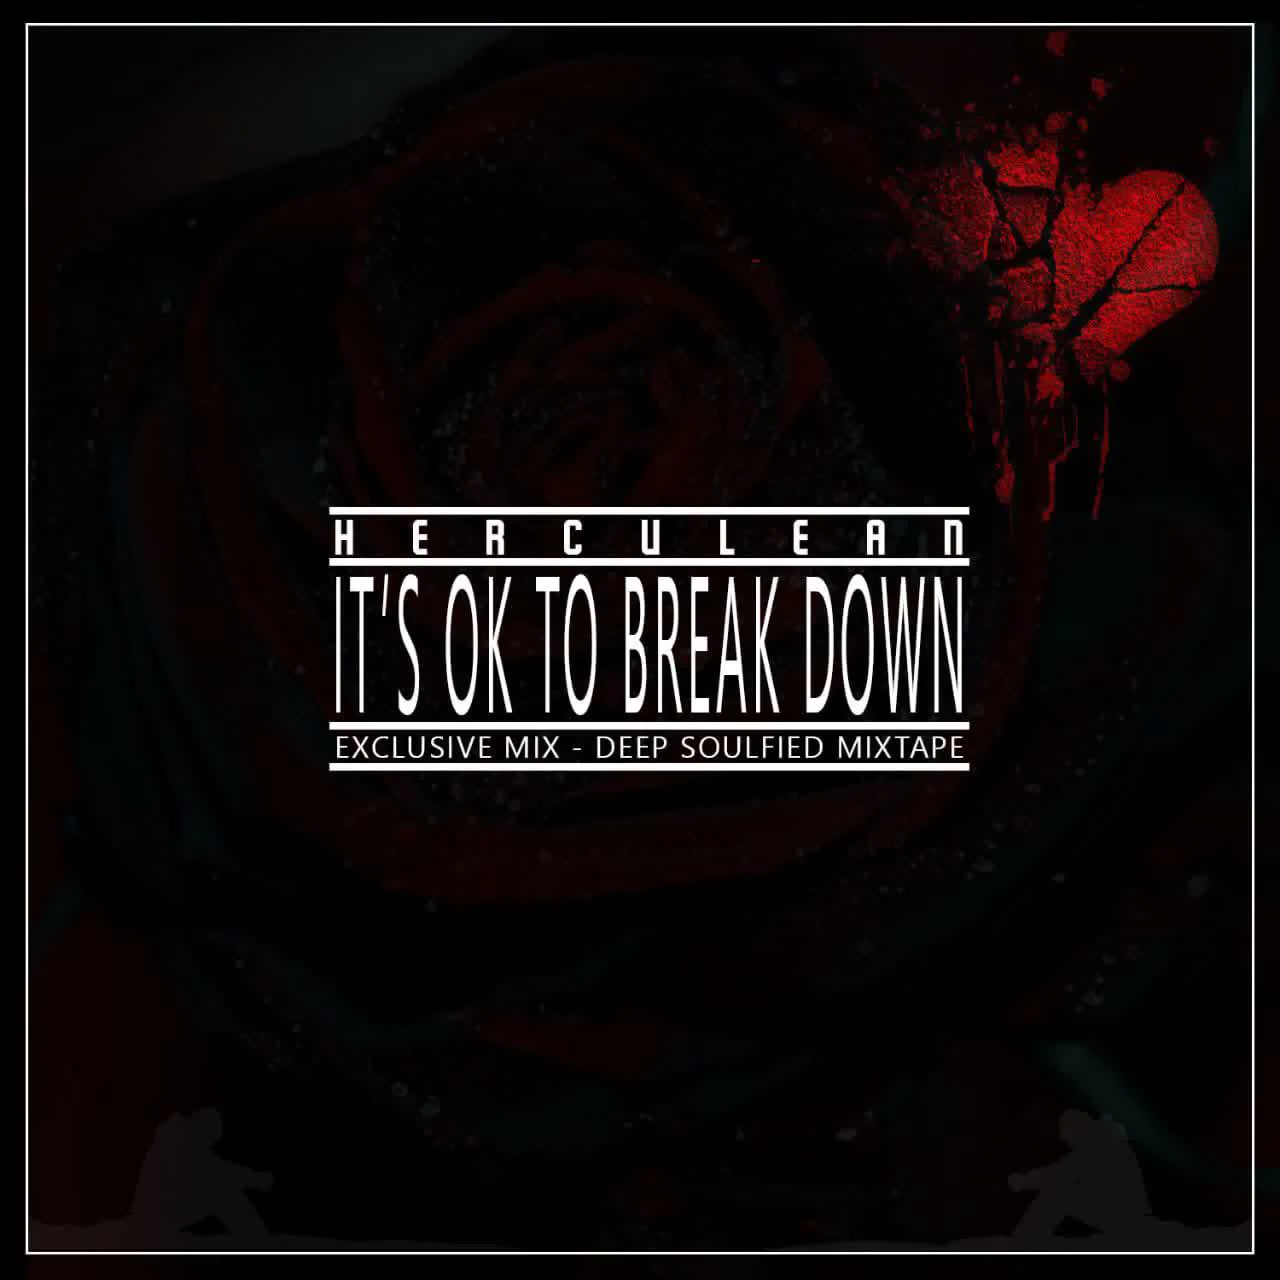 HERCULEAN
IT'S OK TO BREAK DOWN
EXCLUSIVE MIX - DEEP SOULFIED MIXTAPE